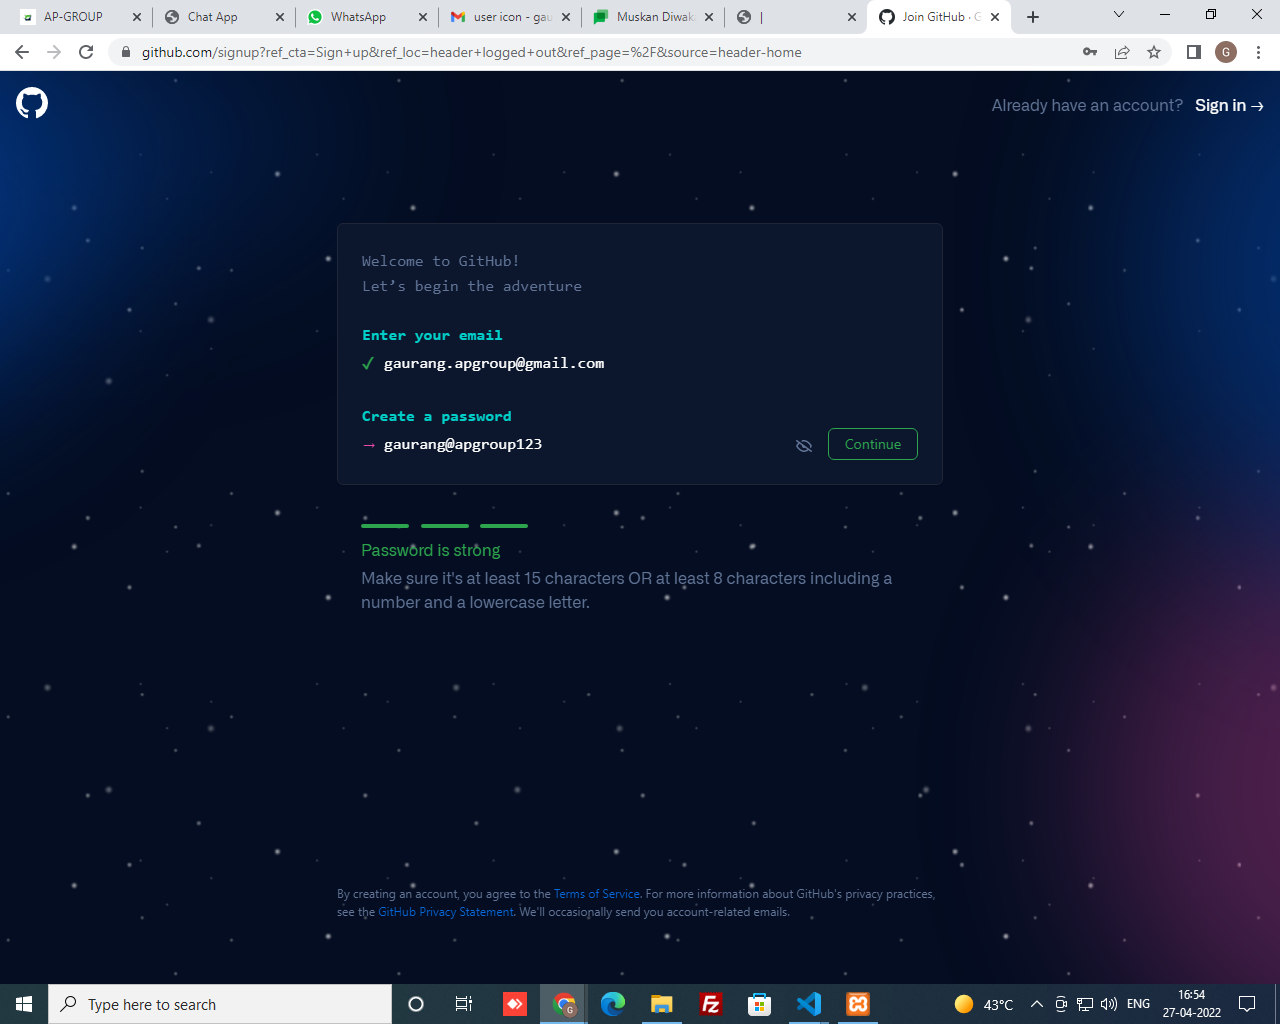 AP-GROUP
Chat App
WhatsApp
user icon - gau
Muskan Diwak
|
Join GitHub · G
github.com/signup?ref_cta=Sign+up&ref_loc=header+logged+out&ref_page=%2F&source=header-home
G
Already have an account? Sign in →
Welcome to GitHub!
Let’s begin the adventure
Enter your email
✓ gaurang.apgroup@gmail.com
Create a password
→ gaurang@apgroup123
Continue
Password is strong
Make sure it's at least 15 characters OR at least 8 characters including a
number and a lowercase letter.
By creating an account, you agree to the Terms of Service. For more information about GitHub's privacy practices,
see the GitHub Privacy Statement. We'll occasionally send you account-related emails.
Type here to search
G
43°C
ENG
16:54
27-04-2022